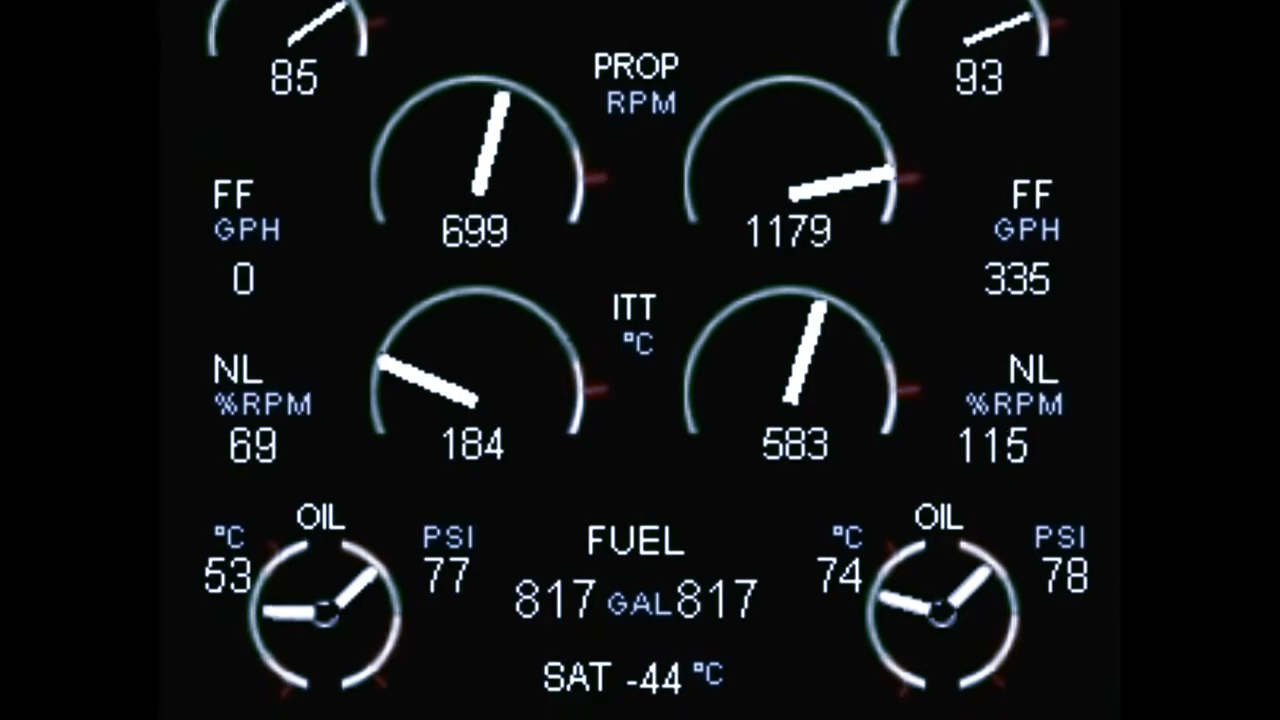 85 93
PROP
RPM
FF FF
GPH GPH
699 1179
0 335
ITT
°C
NL NL
%RPM %RPM
69 184 583 115
OIL OIL
°C PSI FUEL °C PSI
53 77 74 78
817 GAL 817
SAT -44 °C